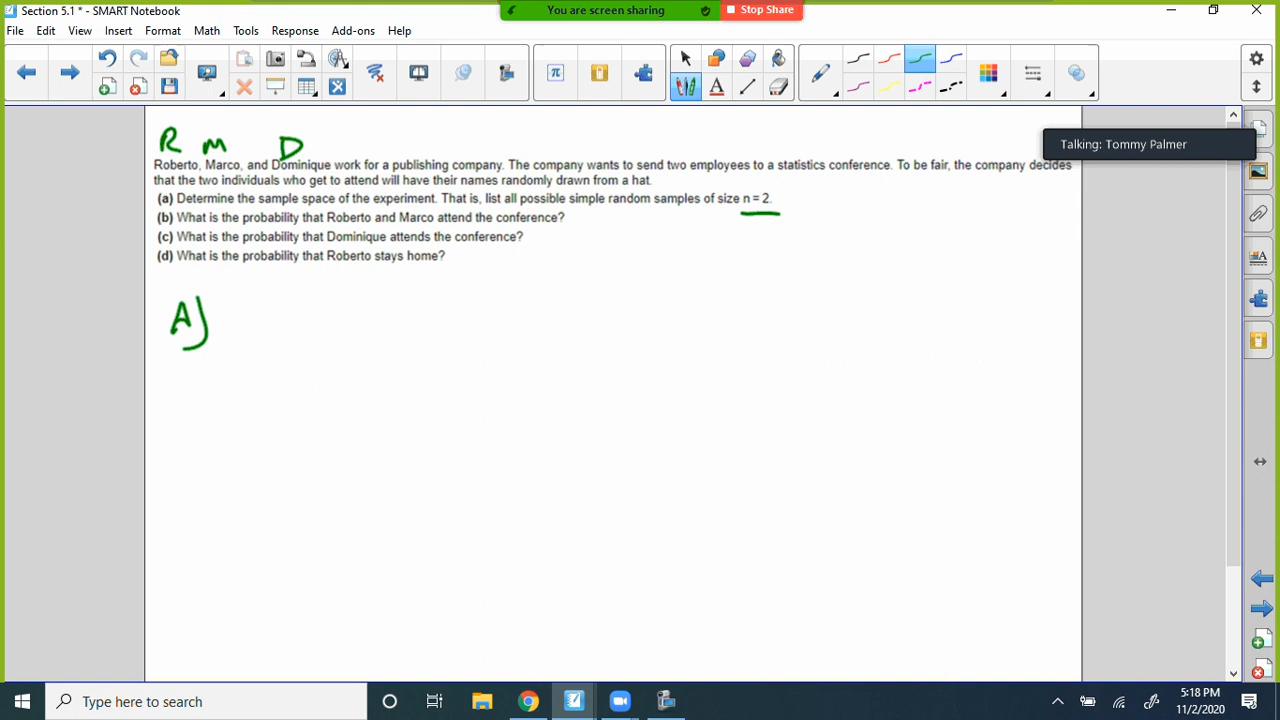 Section 5.1 * - SMART Notebook
You are screen sharing
Stop Share
File Edit View Insert Format Math Tools Response Add-ons Help
π
A
Talking: Tommy Palmer
R M D
Roberto, Marco, and Dominique work for a publishing company. The company wants to send two employees to a statistics conference. To be fair, the company decides
that the two individuals who get to attend will have their names randomly drawn from a hat.
(a) Determine the sample space of the experiment. That is, list all possible simple random samples of size n = 2.
(b) What is the probability that Roberto and Marco attend the conference?
(c) What is the probability that Dominique attends the conference?
(d) What is the probability that Roberto stays home?
A)
Type here to search
5:18 PM
11/2/2020